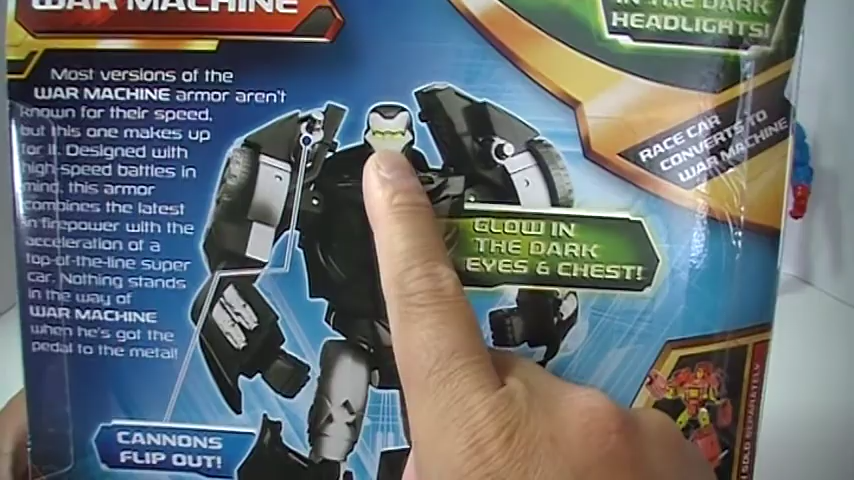 WAR MACHINE
IN THE DARK
HEADLIGHTS!
Most versions of the
WAR MACHINE armor aren't
known for their speed,
but this one makes up
for it. Designed with
high-speed battles in
mind, this armor
combines the latest
in firepower with the
acceleration of a
top-of-the-line super
car. Nothing stands
in the way of
WAR MACHINE
when he's got the
pedal to the metal!
RACE CAR
CONVERTS TO
WAR MACHINE
GLOW IN
THE DARK
EYES & CHEST!
CANNONS
FLIP OUT!
SOLD SEPARATELY